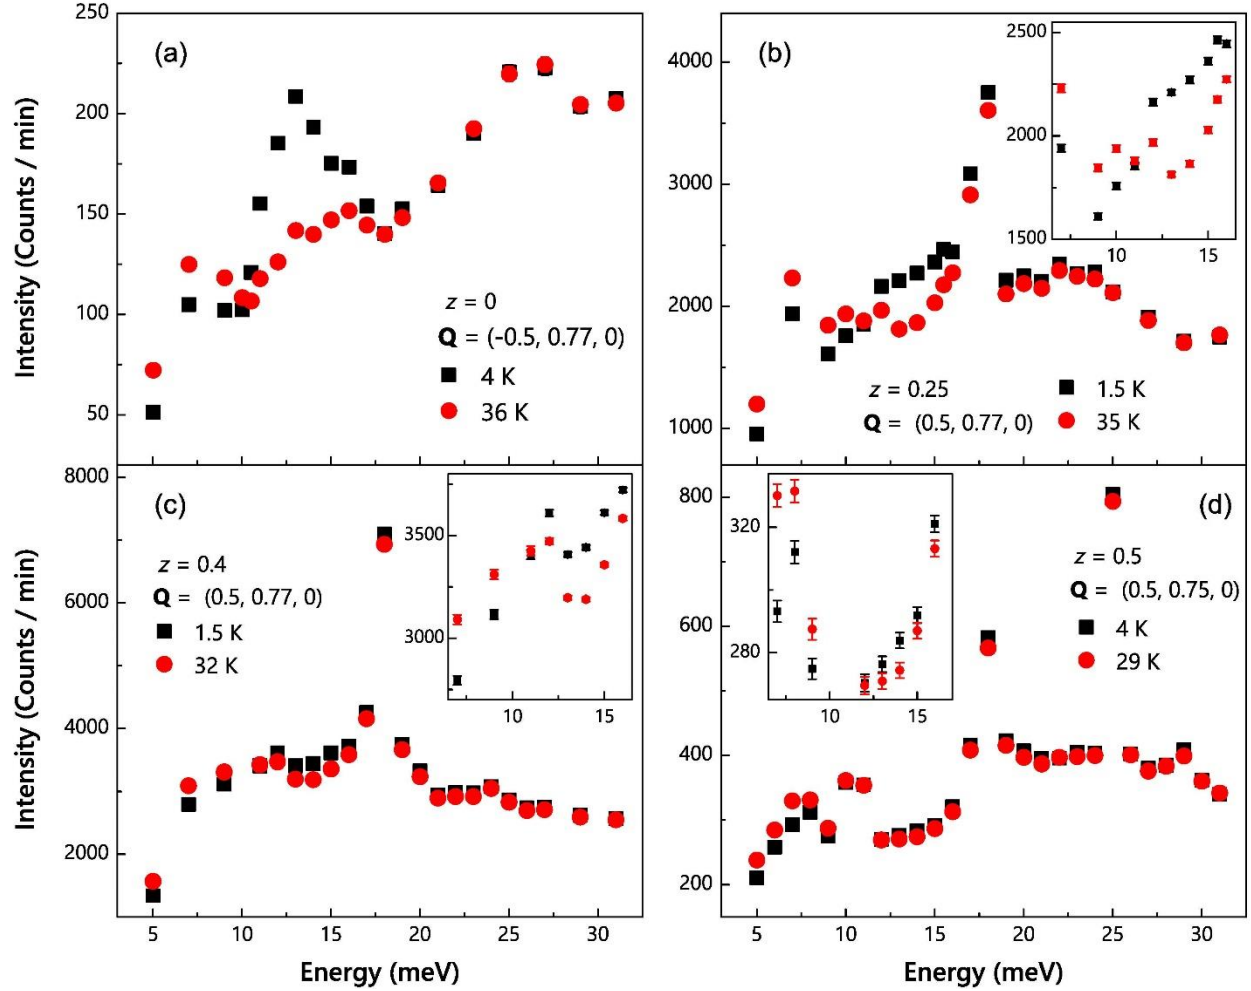 250
200
150
100
50
Intensity (Counts / min)
(a)
z = 0
Q = (-0.5, 0.77, 0)
4 K
36 K
4000
3000
2000
1000
(b)
2500
2000
1500
10
15
z = 0.25
Q = (0.5, 0.77, 0)
1.5 K
35 K
8000
6000
4000
2000
Intensity (Counts / min)
(c)
z = 0.4
Q = (0.5, 0.77, 0)
1.5 K
32 K
3500
3000
10
15
5 10 15 20 25 30
Energy (meV)
800
600
400
200
(d)
320
280
10
15
z = 0.5
Q = (0.5, 0.75, 0)
4 K
29 K
5 10 15 20 25 30
Energy (meV)